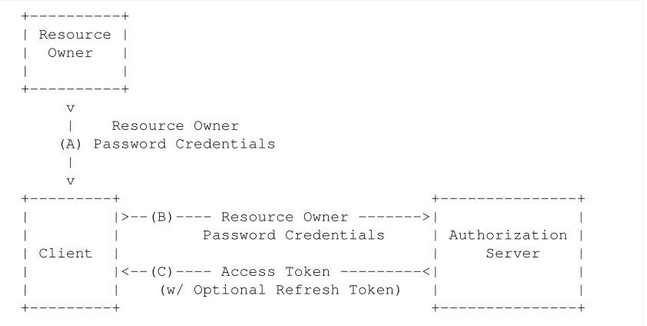 Resource
Owner
v
Resource Owner
(A) Password Credentials
v
>--(B)---- Resource Owner ------->
Password Credentials
Authorization
Client
Server
<--(C)---- Access Token ---------<
(w/ Optional Refresh Token)